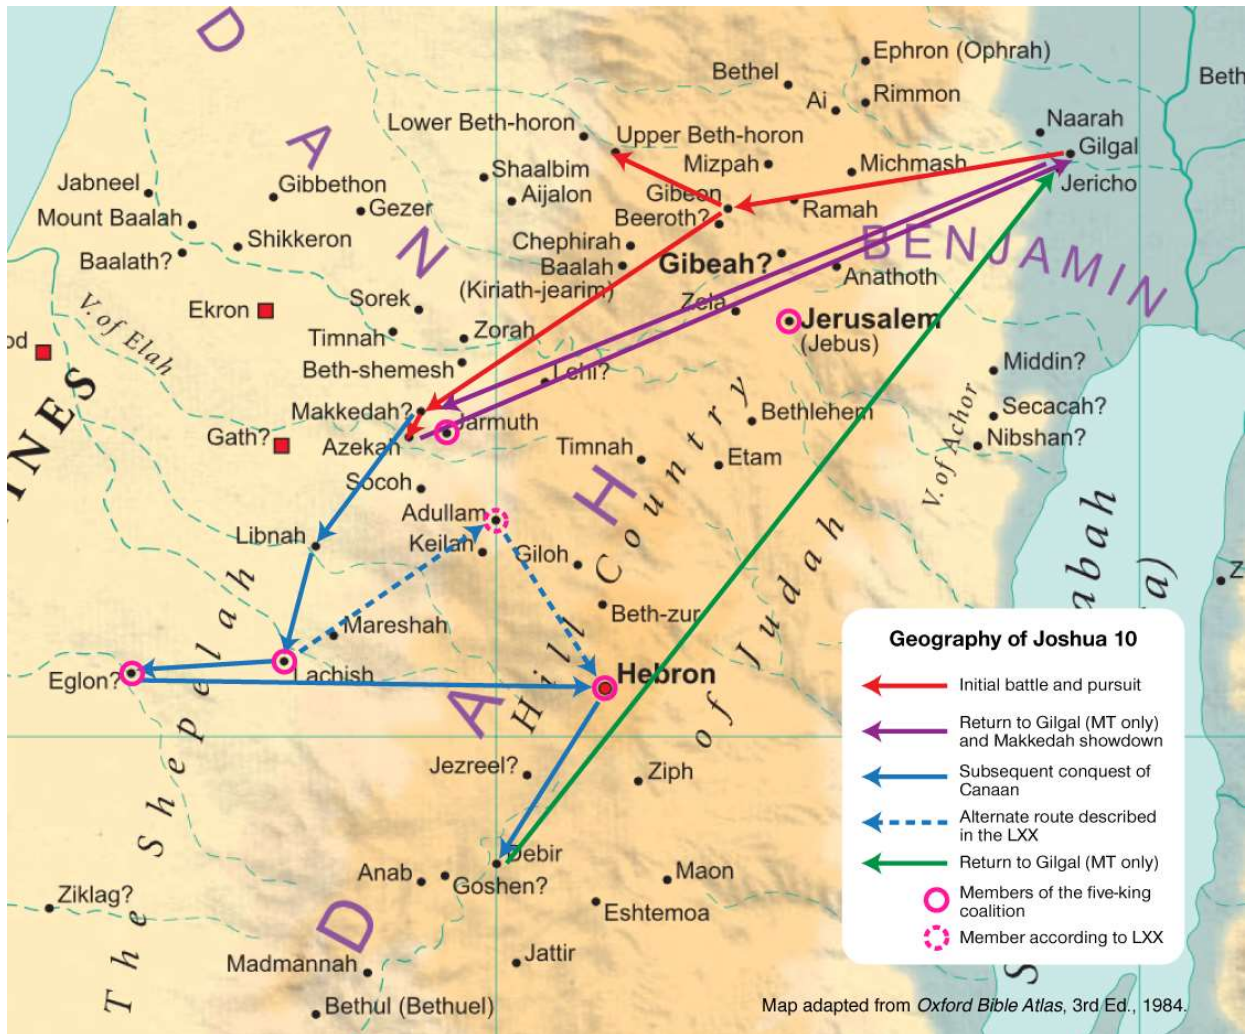 D
A
N
Ephron (Ophrah)
Bethel
Beth
Ai
Rimmon
Naarah
Lower Beth-horon
Upper Beth-horon
Gilgal
Mizpah
Michmash
Shaalbim
Jericho
Jabneel
Gibbethon
Aijalon
Gibeon
Gezer
Beeroth?
Ramah
Mount Baalah
Shikkeron
Chephirah
BENJAMIN
Baalath?
Baalah
(Kiriath-jearim)
Gibeah?
Anathoth
V. of Elah
Ekron
Sorek
Zela
Timnah
Zorah
Jerusalem
(Jebus)
od
Beth-shemesh
Lehi?
Middin?
INES
Makkedah?
Jarmuth
Bethlehem
Secacah?
Gath?
Azekah
Timnah
Etam
V. of Achor
Nibshan?
Socoh
H
Adullam
Libnah
Keilah
Giloh
Hill Country of Judah
abah
a)
Z
Beth-zur
Mareshah
Hebron
Eglon?
Lachish
A
The Shepelah
Jezreel?
Ziph
Debir
Anab
Goshen?
Maon
Ziklag?
Eshtemoa
D
Jattir
Madmannah
Bethul (Bethuel)
S
Geography of Joshua 10
Initial battle and pursuit
Return to Gilgal (MT only)
and Makkedah showdown
Subsequent conquest of
Canaan
Alternate route described
in the LXX
Return to Gilgal (MT only)
Members of the five-king
coalition
Member according to LXX
Map adapted from Oxford Bible Atlas, 3rd Ed., 1984.